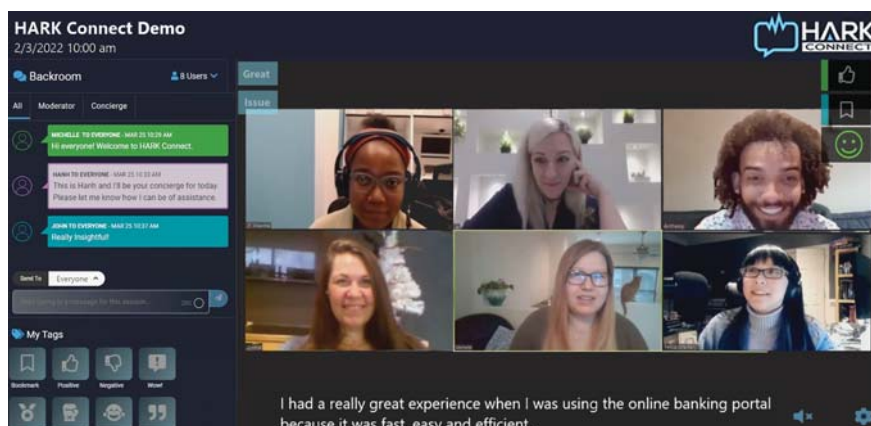 HARK Connect Demo
2/3/2022 10:00 am
HARK
CONNECT
Backroom
8 Users
All
Moderator
Concierge
MICHELLE TO EVERYONE - MAR 25 10:29 AM
Hi everyone! Welcome to HARK Connect.
HANH TO EVERYONE - MAR 25 10:33 AM
This is Hanh and I'll be your concierge for today.
Please let me know how I can be of assistance.
JOHN TO EVERYONE - MAR 25 10:37 AM
Really Insightful!
Send To
Everyone
My Tags
Bookmark
Positive
Negative
Wow!
Great
Issue
I had a really great experience when I was using the online banking portal
because it was fast, easy and efficient